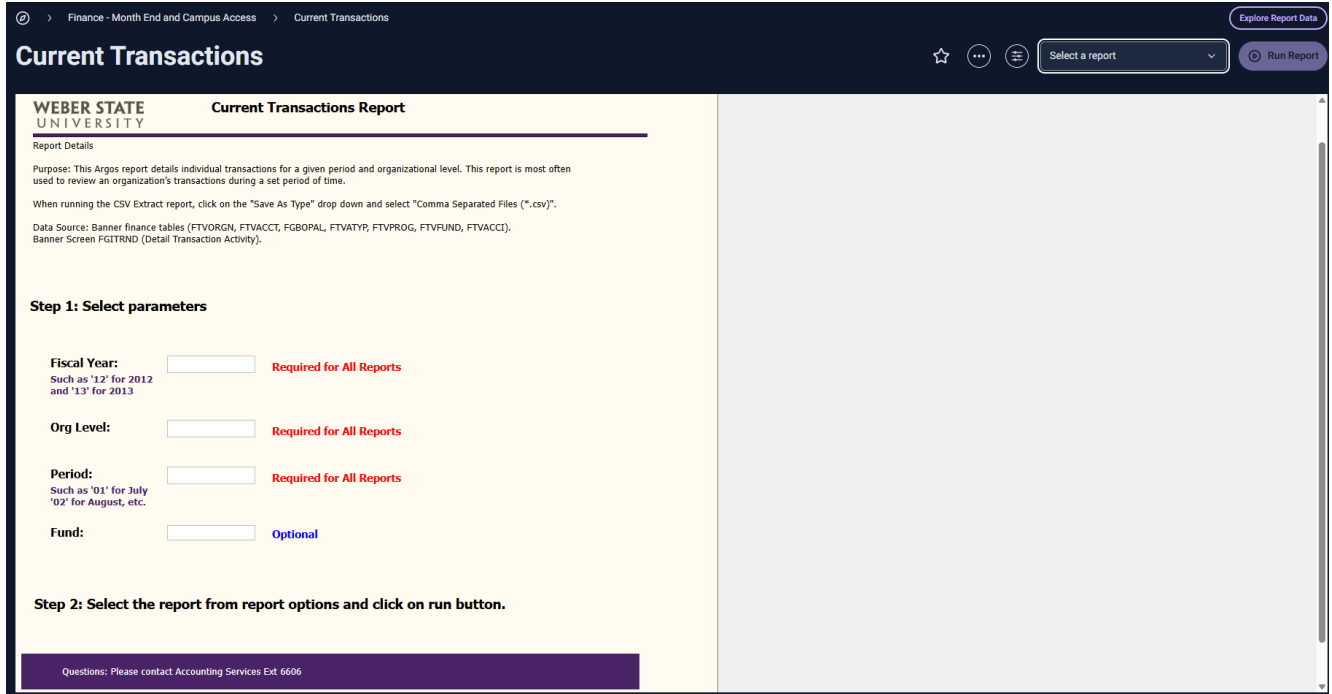 Finance - Month End and Campus Access > Current Transactions
Explore Report Data
Current Transactions
Select a report
Run Report
WEBER STATE
UNIVERSITY
Current Transactions Report
Report Details
Purpose: This Argos report details individual transactions for a given period and organizational level. This report is most often
used to review an organization's transactions during a set period of time.
When running the CSV Extract report, click on the "Save As Type" drop down and select "Comma Separated Files (*.csv)".
Data Source: Banner finance tables (FTVORGN, FTVACCT, FGBOPAL, FTVATYP, FTVPROG, FTVFUND, FTVACCI).
Banner Screen FGITRND (Detail Transaction Activity).
Step 1: Select parameters
Fiscal Year:
Required for All Reports
Such as '12' for 2012
and '13' for 2013
Org Level:
Required for All Reports
Period:
Required for All Reports
Such as '01' for July
'02' for August, etc.
Fund:
Optional
Step 2: Select the report from report options and click on run button.
Questions: Please contact Accounting Services Ext 6606